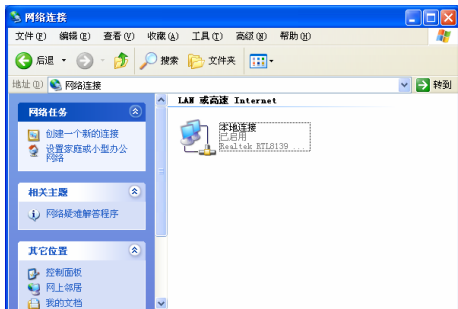 网络连接
文件(F) 编辑(E) 查看(V) 收藏(A) 工具(T) 高级(N) 帮助(H)
后退 搜索 文件夹
地址(D) 网络连接 转到
网络任务
创建一个新的连接
设置家庭或小型办公
网络
相关主题
网络疑难解答程序
其它位置
控制面板
网上邻居
我的文档
LAN 或高速 Internet
本地连接
已启用
Realtek RTL8139 ...